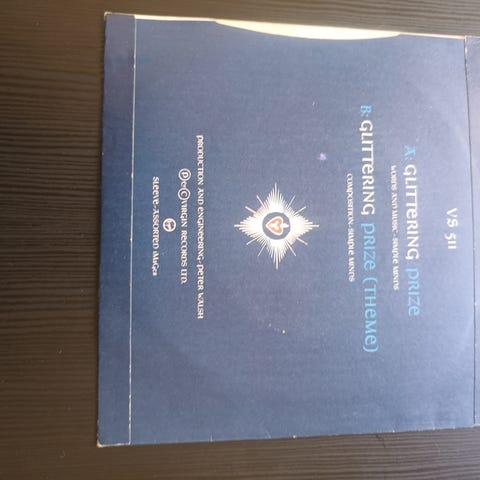 VS 511
A: GLITTERING PRIZE
WORDS AND MUSIC-SIMPLE MINDS
B: GLITTERING PRIZE (THEME)
COMPOSITION-SIMPLE MINDS
PRODUCTION AND ENGINEERING-PETER WALSH
Ⓟ&©VIRGIN RECORDS LTD.
SLEEVE-ASSORTED IMAGES